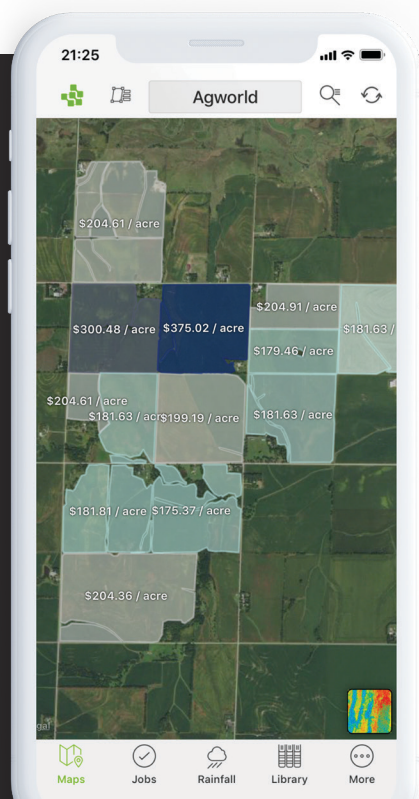 21:25
Agworld
$204.61 / acre
$300.48 / acre $375.02 / acre
$204.91 / acre
$181.63 /
$179.46 / acre
$204.61 / acre
$181.63 / acr
$199.19 / acre
$181.63 / acre
$181.81 / acre $175.37 / acre
$204.36 / acre
gal
Maps Jobs Rainfall Library More